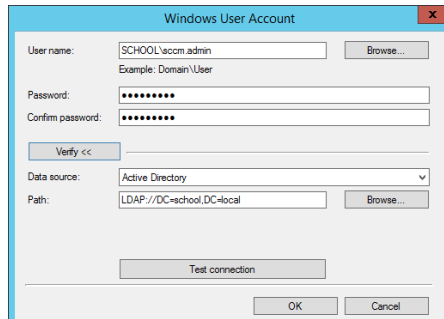 Windows User Account
x
User name: SCHOOL\sccm.admin Browse...
Example: Domain\User
Password: •••••••••
Confirm password: •••••••••
Verify <<
Data source: Active Directory
Path: LDAP://DC=school,DC=local Browse...
Test connection
OK Cancel